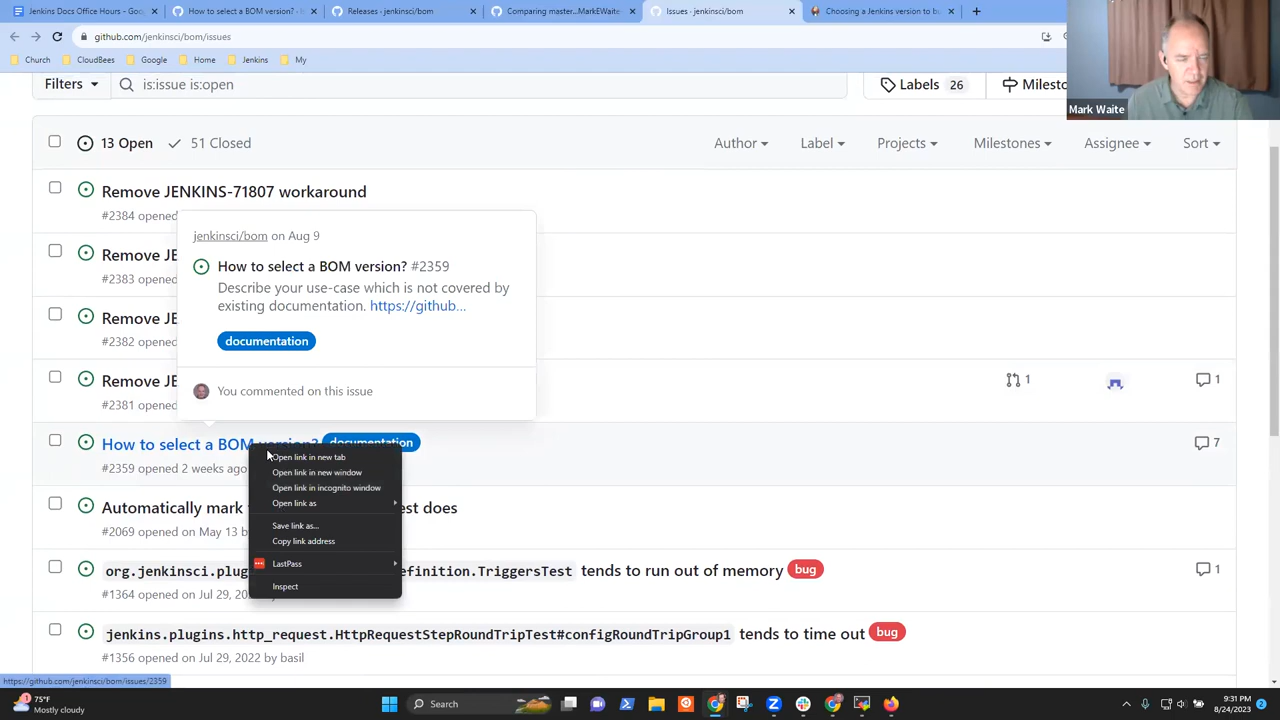 Jenkins Docs Office Hours - Goo
How to select a BOM version? -
Releases · jenkinsci/bom
Comparing master...MarkEWaite
Issues · jenkinsci/bom
Choosing a Jenkins version to bu
github.com/jenkinsci/bom/issues
Church
CloudBees
Google
Home
Jenkins
My
Mark Waite
Filters
is:issue is:open
Labels 26
Milesto
13 Open
51 Closed
Author
Label
Projects
Milestones
Assignee
Sort
Remove JENKINS-71807 workaround
#2384 opened
jenkinsci/bom on Aug 9
Remove JE
#2383 opened
How to select a BOM version? #2359
Describe your use-case which is not covered by
existing documentation. https://github...
Remove JE
#2382 opened
documentation
Remove JE
1
1
#2381 opened
You commented on this issue
How to select a BOM version? documentation
7
#2359 opened 2 weeks ago
Open link in new tab
Open link in new window
Open link in incognito window
Open link as
Save link as...
Copy link address
LastPass
Inspect
Automatically mark
est does
#2069 opened on May 13 b
org.jenkinsci.plug
efinition.TriggersTest tends to run out of memory bug
1
#1364 opened on Jul 29, 20
jenkins.plugins.http_request.HttpRequestStepRoundTripTest#configRoundTripGroup1 tends to time out bug
#1356 opened on Jul 29, 2022 by basil
https://github.com/jenkinsci/bom/issues/2359
1
75°F
Mostly cloudy
Search
9:31 PM
8/24/2023
2